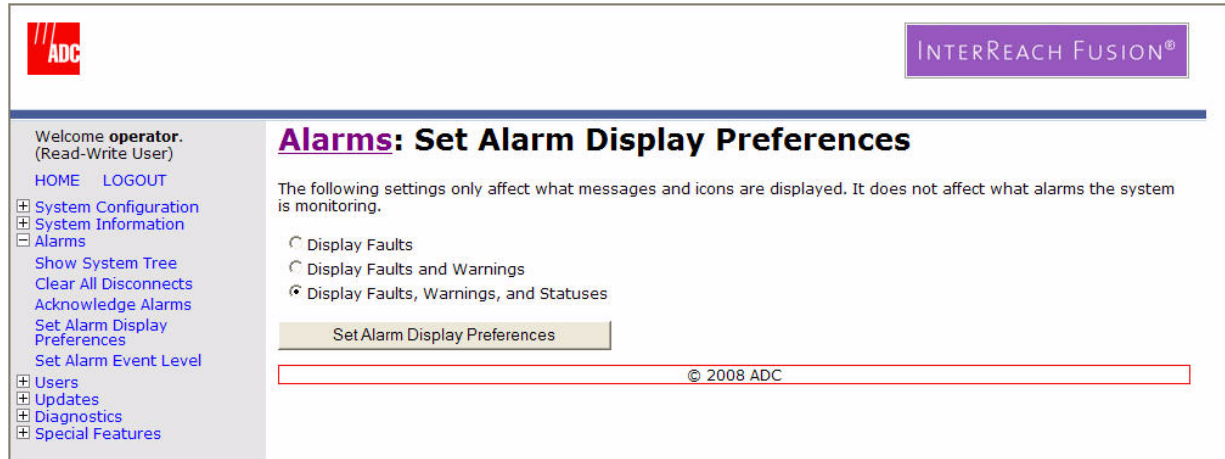 ADC
INTERREACH FUSION®
Welcome operator.
(Read-Write User)
HOME LOGOUT
System Configuration
System Information
Alarms
Show System Tree
Clear All Disconnects
Acknowledge Alarms
Set Alarm Display
Preferences
Set Alarm Event Level
Users
Updates
Diagnostics
Special Features
Alarms: Set Alarm Display Preferences
The following settings only affect what messages and icons are displayed. It does not affect what alarms the system
is monitoring.
Display Faults
Display Faults and Warnings
Display Faults, Warnings, and Statuses
Set Alarm Display Preferences
© 2008 ADC